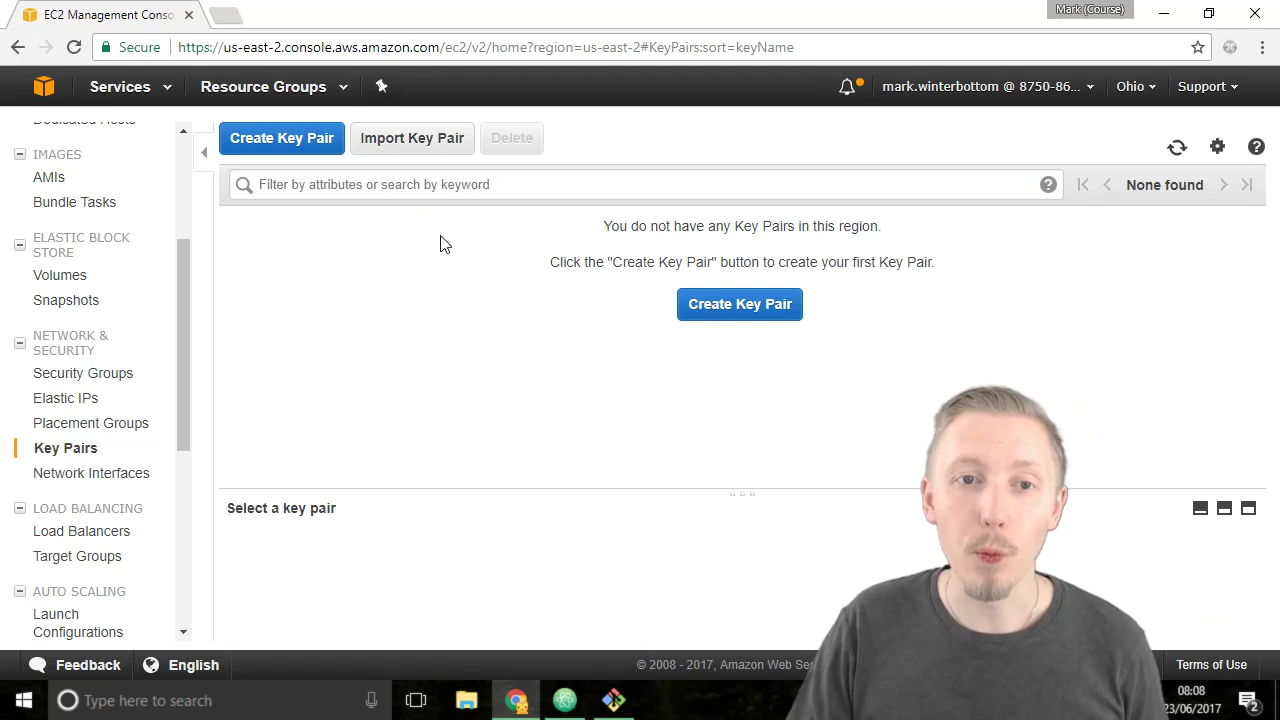 EC2 Management Conso
Mark (Course)
Secure
https://us-east-2.console.aws.amazon.com/ec2/v2/home?region=us-east-2#KeyPairs:sort=keyName
Services
Resource Groups
mark.winterbottom @ 8750-86...
Ohio
Support
Dedicated Hosts
IMAGES
AMIs
Bundle Tasks
ELASTIC BLOCK
STORE
Volumes
Snapshots
NETWORK &
SECURITY
Security Groups
Elastic IPs
Placement Groups
Key Pairs
Network Interfaces
LOAD BALANCING
Load Balancers
Target Groups
AUTO SCALING
Launch
Configurations
Create Key Pair
Import Key Pair
Delete
Filter by attributes or search by keyword
None found
You do not have any Key Pairs in this region.
Click the "Create Key Pair" button to create your first Key Pair.
Create Key Pair
Select a key pair
Feedback
English
© 2008 - 2017, Amazon Web Ser
Terms of Use
Type here to search
08:08
23/06/2017
2